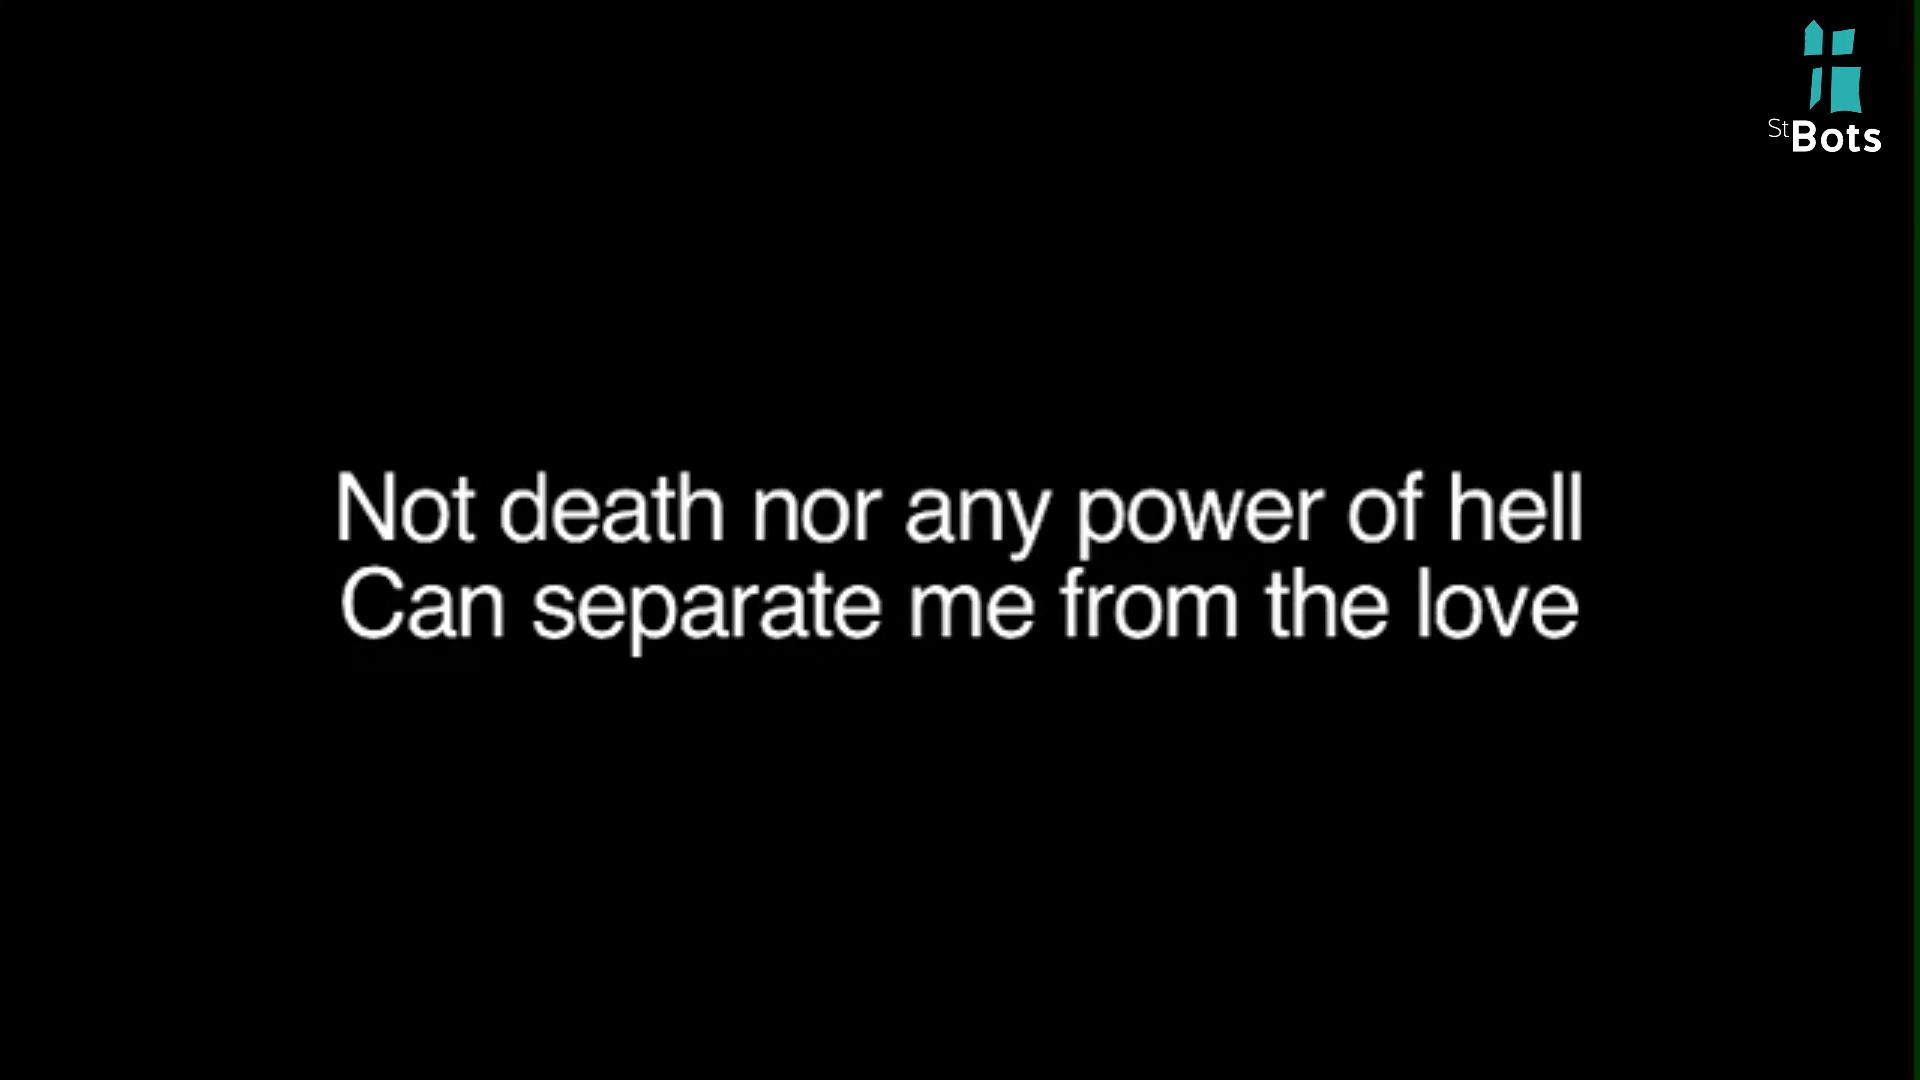 St Bots
Not death nor any power of hell
Can separate me from the love